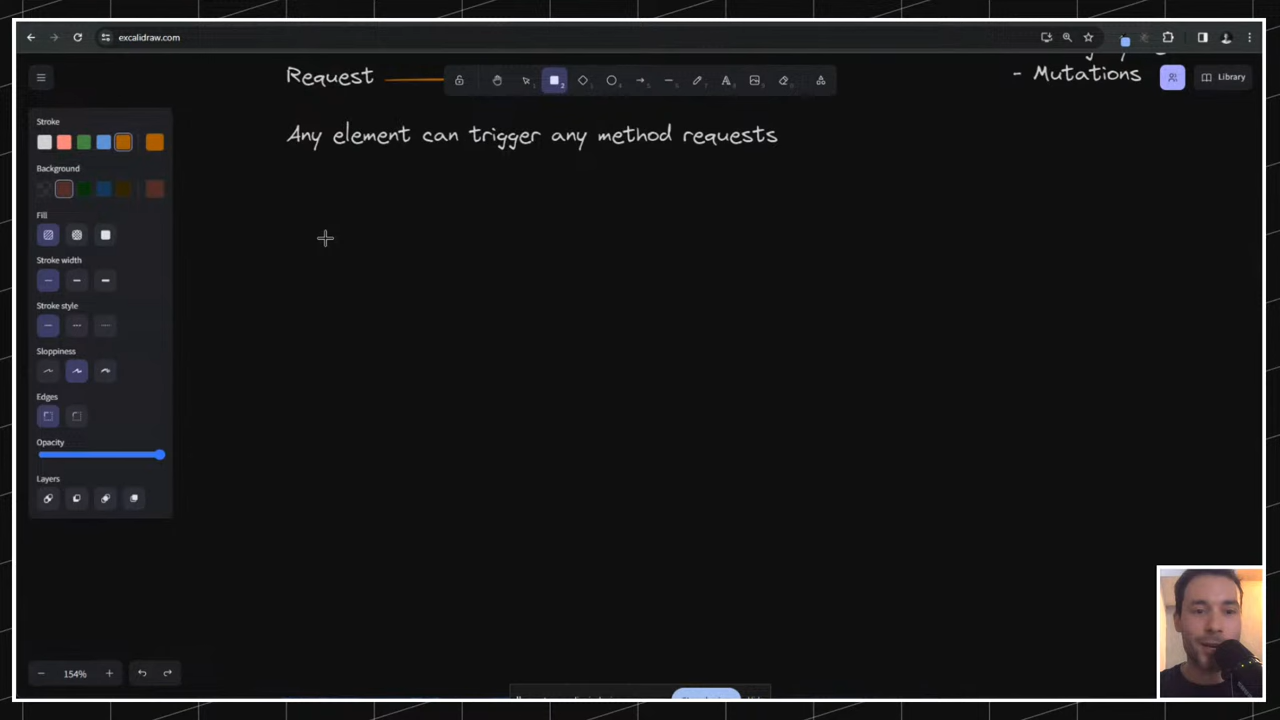 excalidraw.com
Request
- Mutations
Library
Any element can trigger any method requests
Stroke
Background
Fill
Stroke width
Stroke style
Sloppiness
Edges
Opacity
Layers
154%